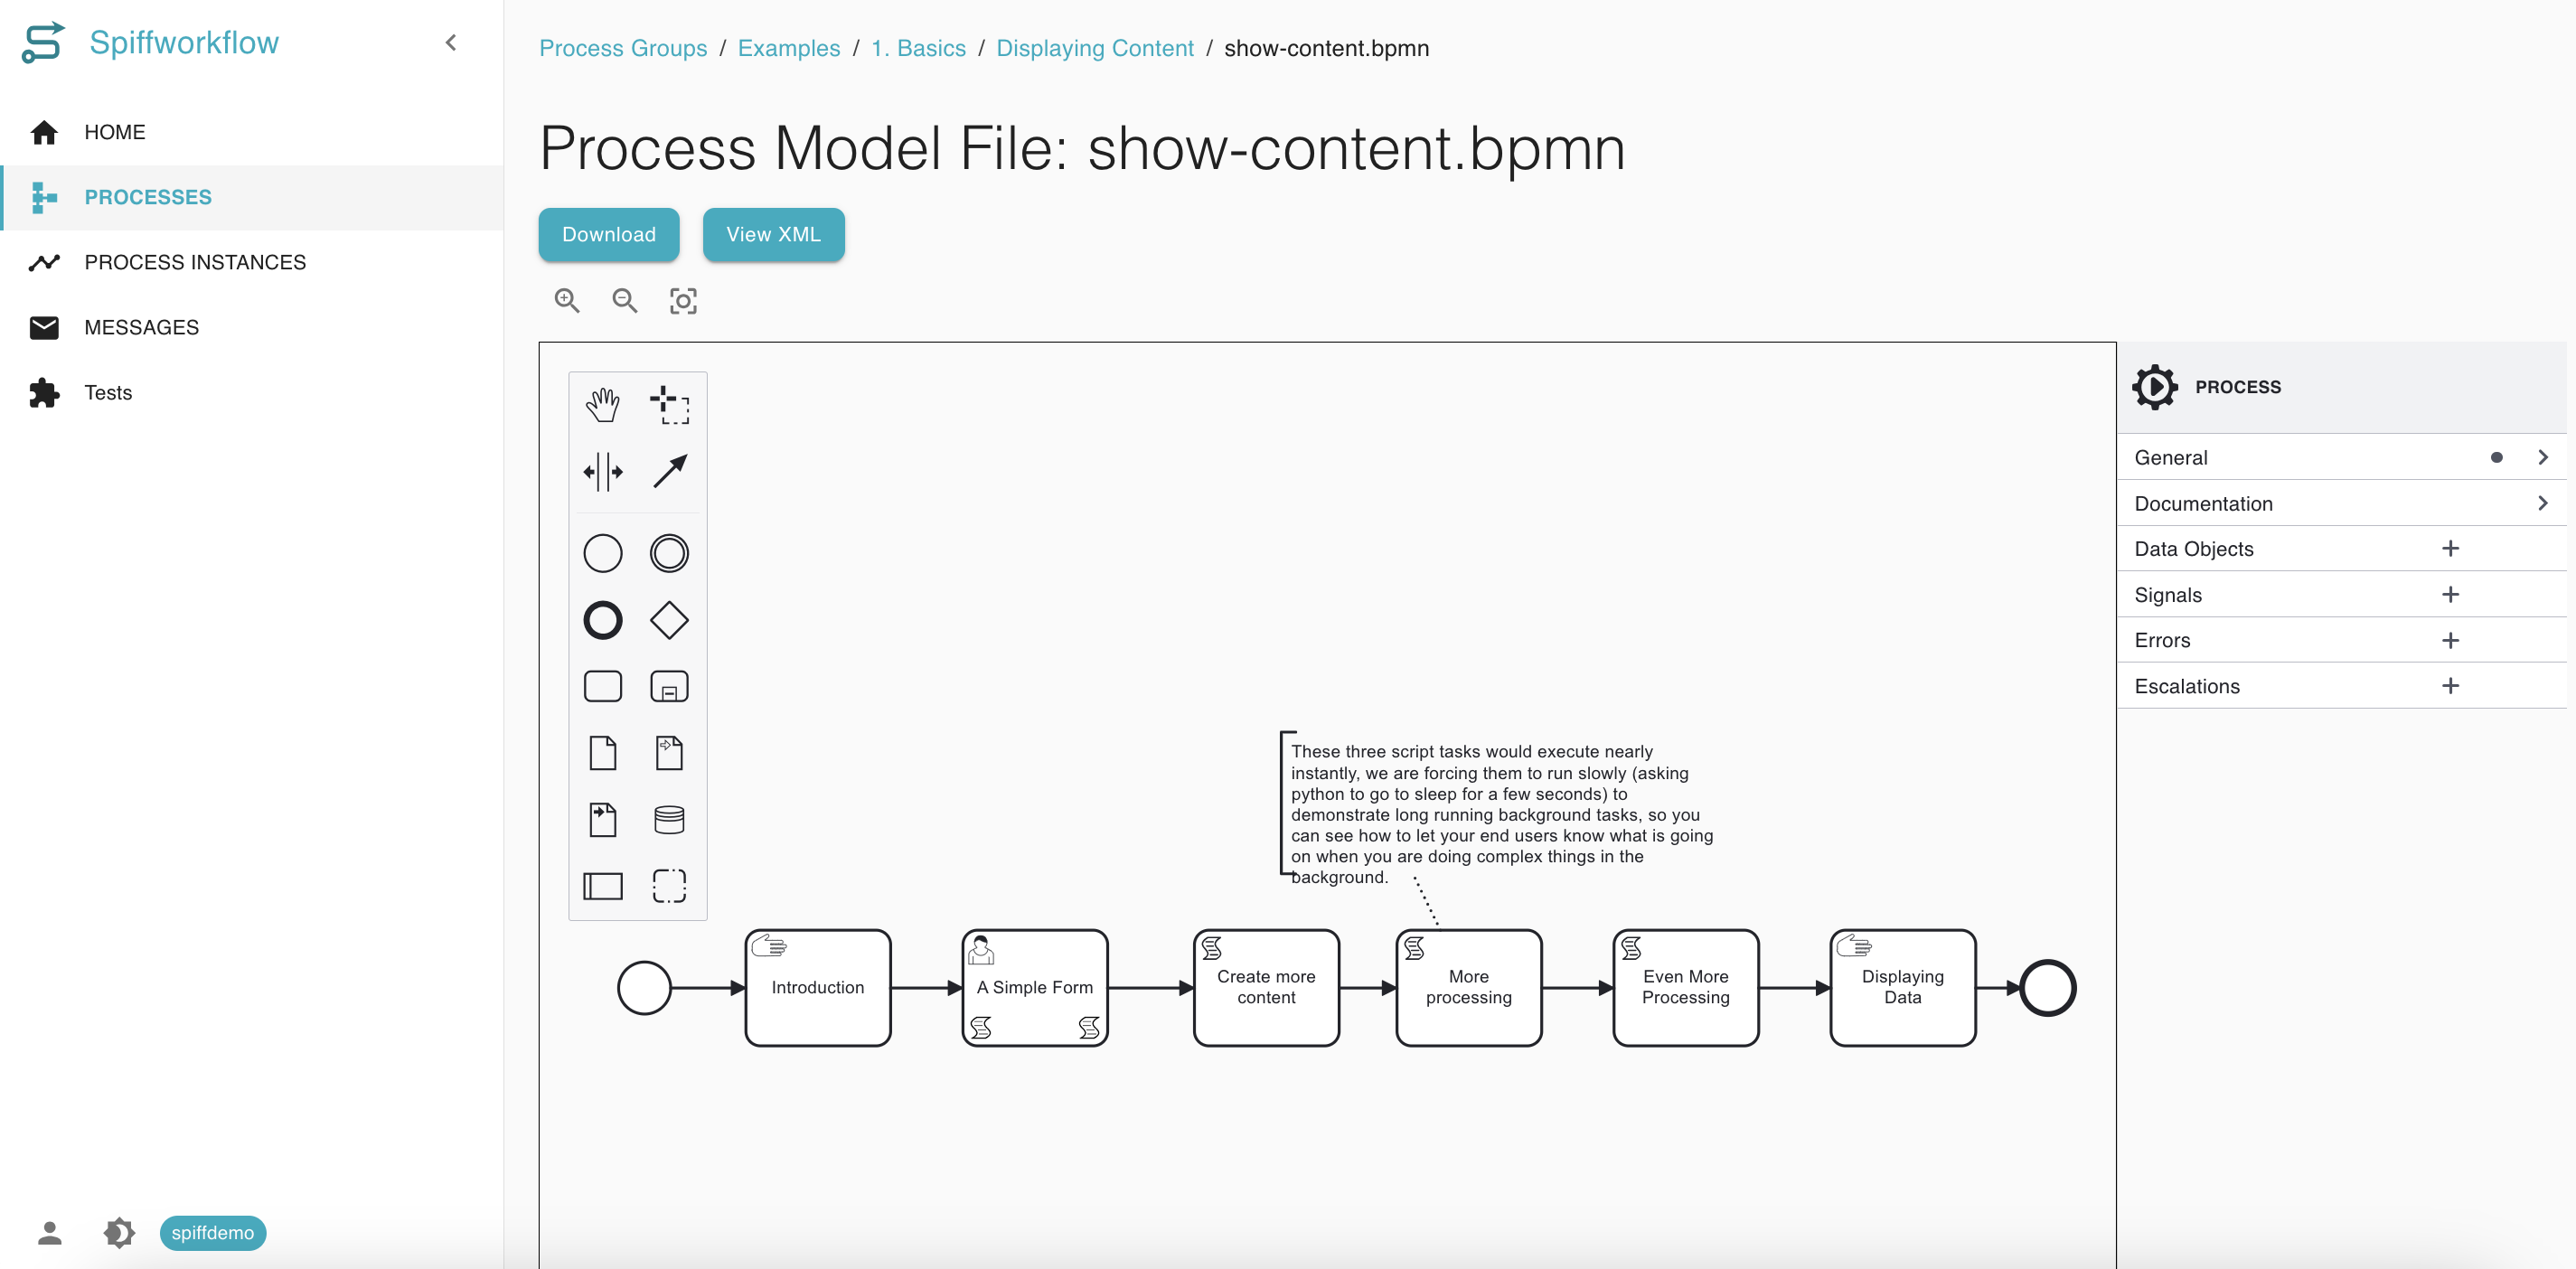 Spiffworkflow
HOME
PROCESSES
PROCESS INSTANCES
MESSAGES
Tests
spiffdemo
Process Groups / Examples / 1. Basics / Displaying Content / show-content.bpmn
Process Model File: show-content.bpmn
Download
View XML
These three script tasks would execute nearly
instantly, we are forcing them to run slowly (asking
python to go to sleep for a few seconds) to
demonstrate long running background tasks, so you
can see how to let your end users know what is going
on when you are doing complex things in the
background.
Introduction
A Simple Form
Create more
content
More
processing
Even More
Processing
Displaying
Data
PROCESS
General
Documentation
Data Objects
Signals
Errors
Escalations